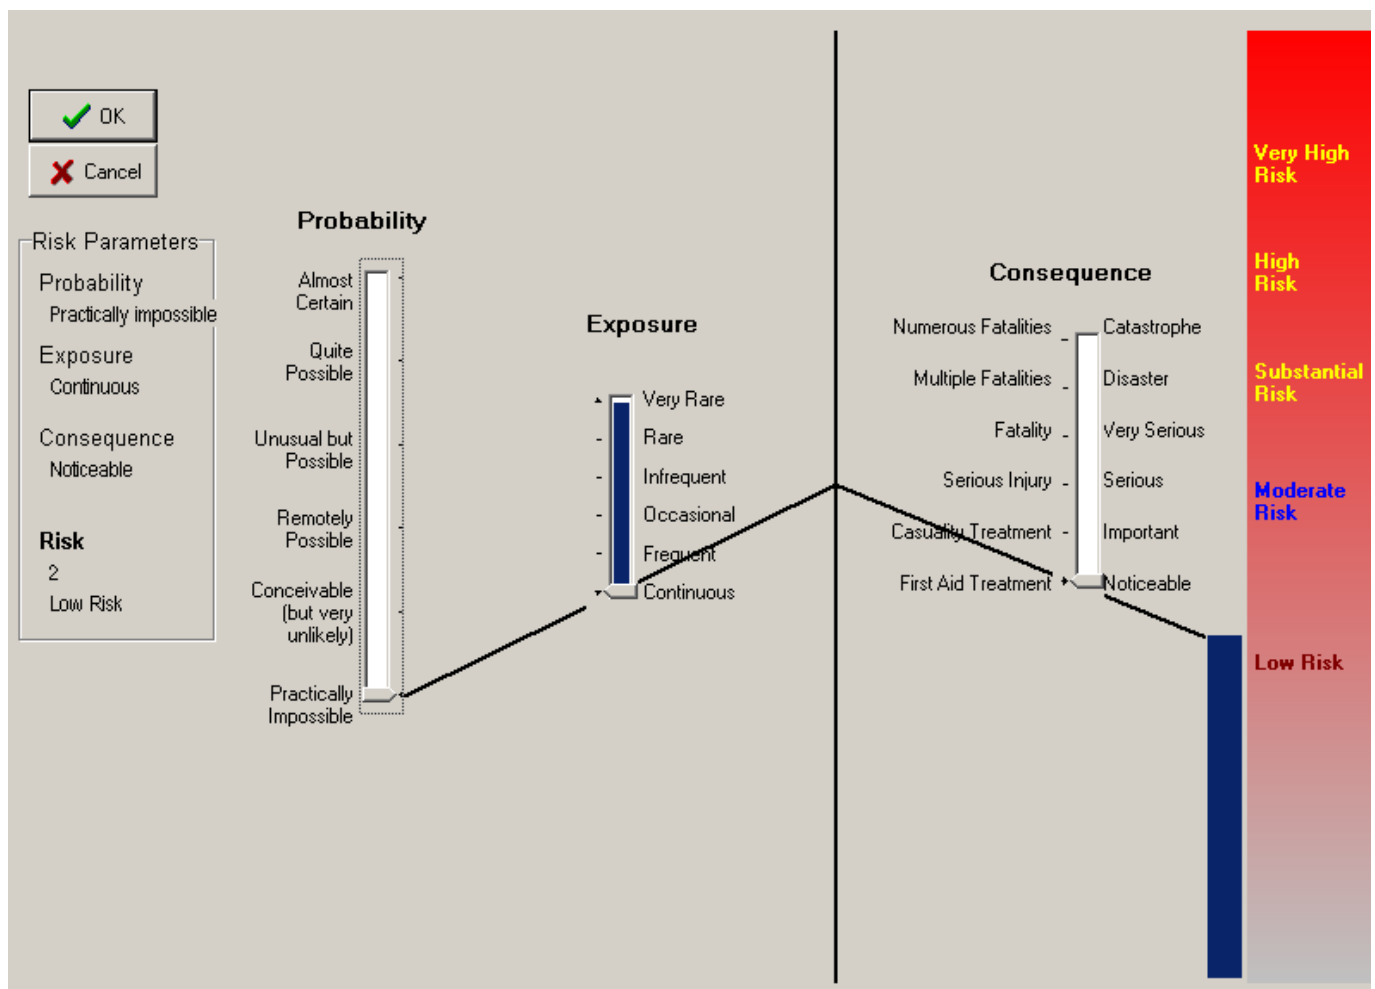 OK
Cancel
Risk Parameters
Probability
Practically impossible
Exposure
Continuous
Consequence
Noticeable
Risk
2
Low Risk
Probability
Almost
Certain
Quite
Possible
Unusual but
Possible
Remotely
Possible
Conceivable
(but very
unlikely)
Practically
Impossible
Exposure
Very Rare
Rare
Infrequent
Occasional
Frequent
Continuous
Consequence
Numerous Fatalities
Catastrophe
Multiple Fatalities
Disaster
Fatality
Very Serious
Serious Injury
Serious
Casuality Treatment
Important
First Aid Treatment
Noticeable
Very High
Risk
High
Risk
Substantial
Risk
Moderate
Risk
Low Risk